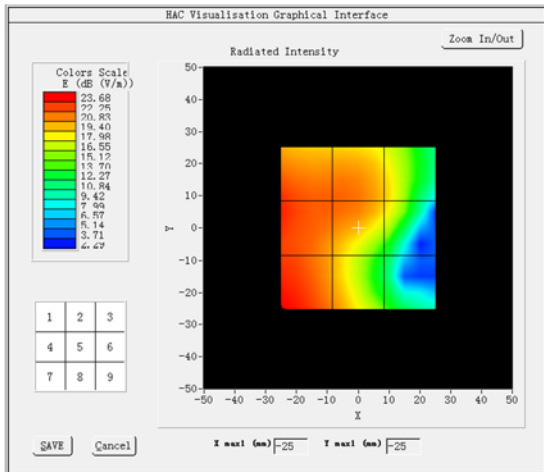 HAC Visualisation Graphical Interface
Zoom In/Out
Radiated Intensity
Colors Scale
E (dB (V/m))
23.68
22.25
20.83
19.40
17.98
16.55
15.12
13.70
12.27
10.84
9.42
7.99
6.57
5.14
3.71
2.29
50
40
30
20
10
0
-10
-20
-30
-40
-50
Y
-50 -40 -30 -20 -10 0 10 20 30 40 50
X
1 2 3
4 5 6
7 8 9
SAVE Cancel
X max1 (mm) -25 Y max1 (mm) -25